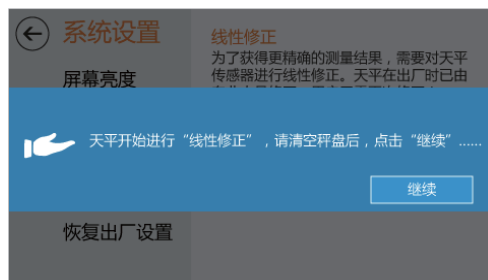 系统设置
线性修正
为了获得更精确的测量结果，需要对天平
传感器进行线性修正。天平在出厂时已由
屏幕亮度
天平开始进行“线性修正”，请清空秤盘后，点击“继续”……
继续
恢复出厂设置